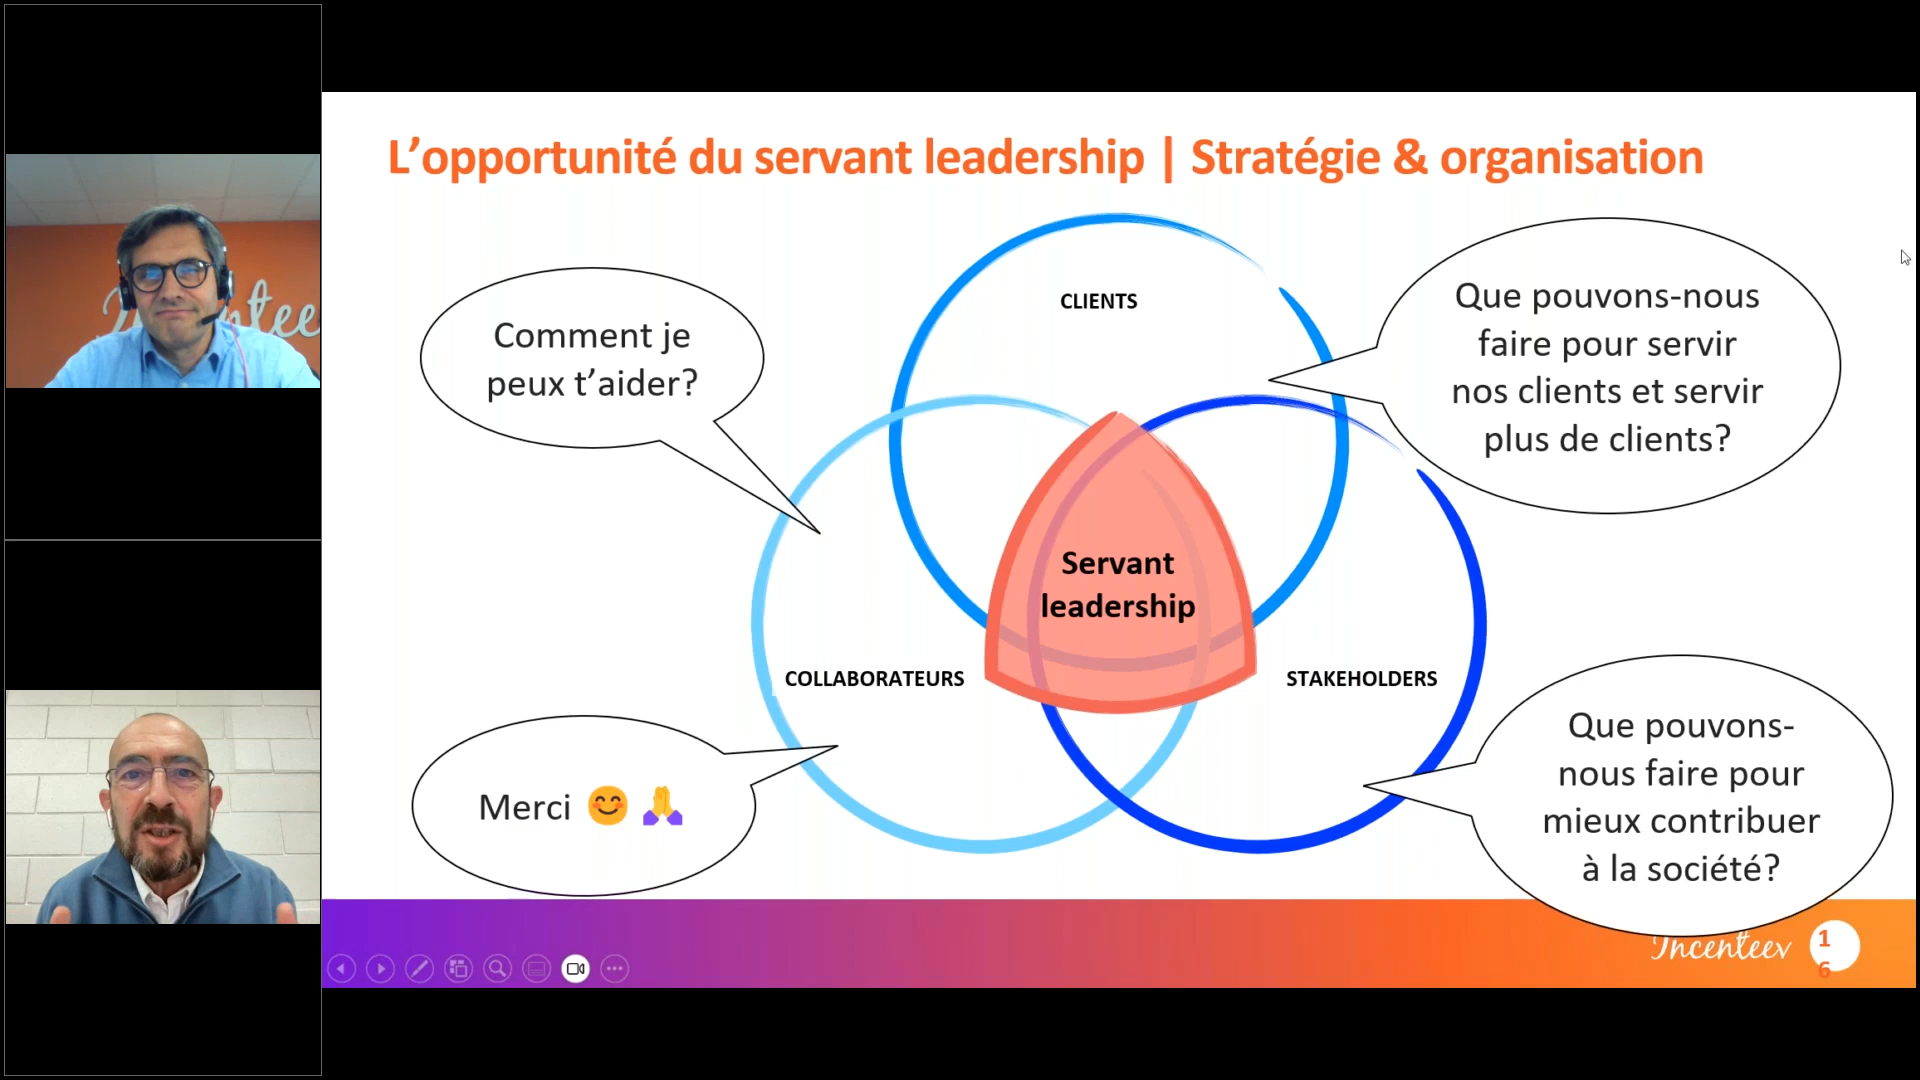 L’opportunité du servant leadership | Stratégie & organisation
CLIENTS
Comment je
peux t’aider?
Que pouvons-nous
faire pour servir
nos clients et servir
plus de clients?
Servant
leadership
COLLABORATEURS
STAKEHOLDERS
Merci 😊 🙏
Que pouvons-
nous faire pour
mieux contribuer
à la société?
Incenteev
1
6